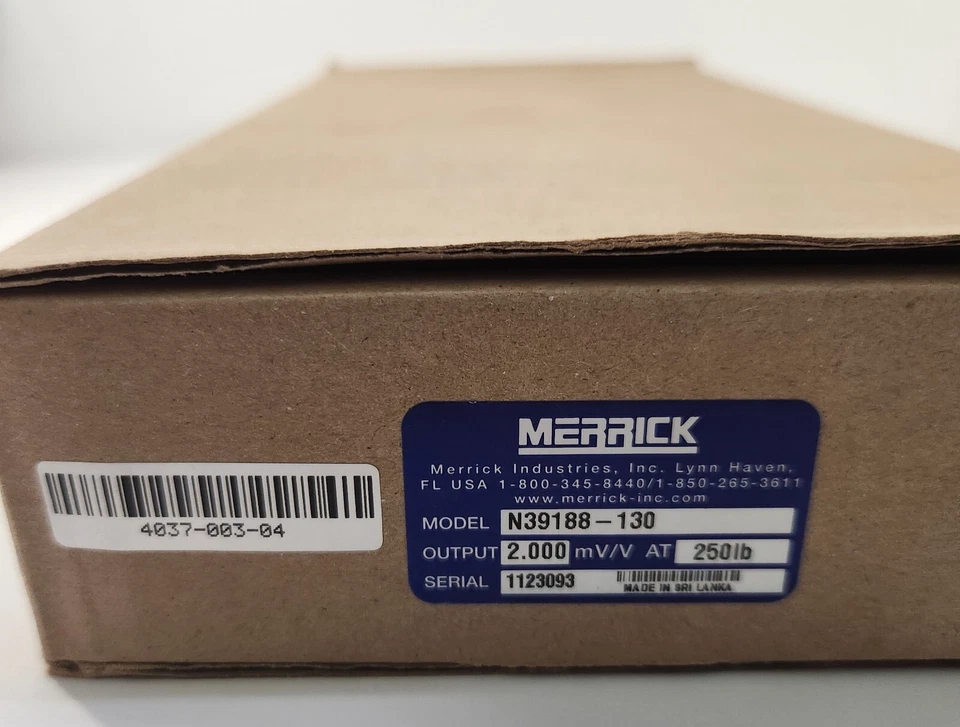 4037-003-04
MERRICK
Merrick Industries, Inc. Lynn Haven,
FL USA 1-800-345-8440/1-850-265-3611
www.merrick-inc.com
MODEL N39188-130
OUTPUT 2.000 mV/V AT 250lb
SERIAL 1123093
MADE IN SRI LANKA